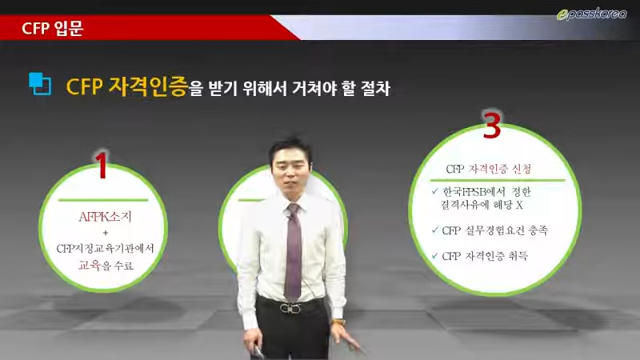 CFP 입문
epasskorea
CFP 자격인증을 받기 위해서 거쳐야 할 절차
1
AFPK소지
+
CFP지정교육기관에서
교육을 수료
3
CFP 자격인증 신청
✓ 한국FPSB에서 정한
결격사유에 해당 X
✓ CFP 실무경험요건 충족
✓ CFP 자격인증 취득